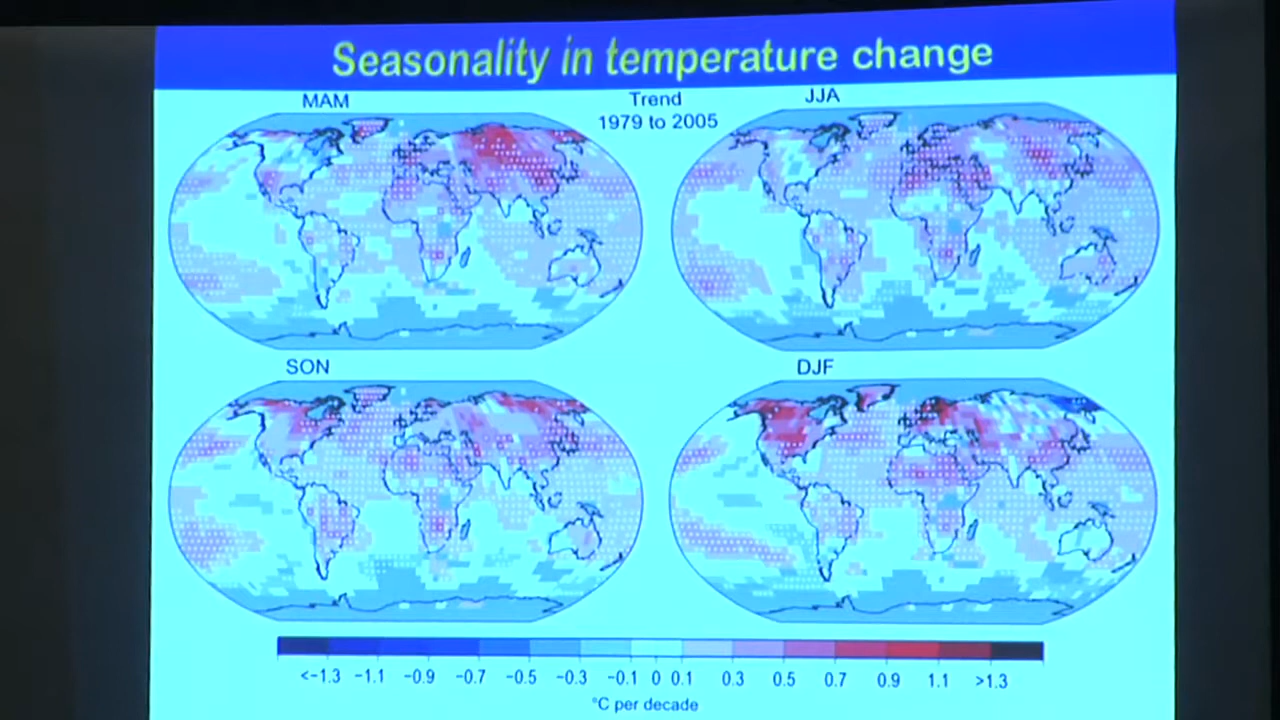 Seasonality in temperature change
MAM
Trend
1979 to 2005
JJA
SON
DJF
<-1.3 -1.1 -0.9 -0.7 -0.5 -0.3 -0.1 0 0.1 0.3 0.5 0.7 0.9 1.1 >1.3
°C per decade